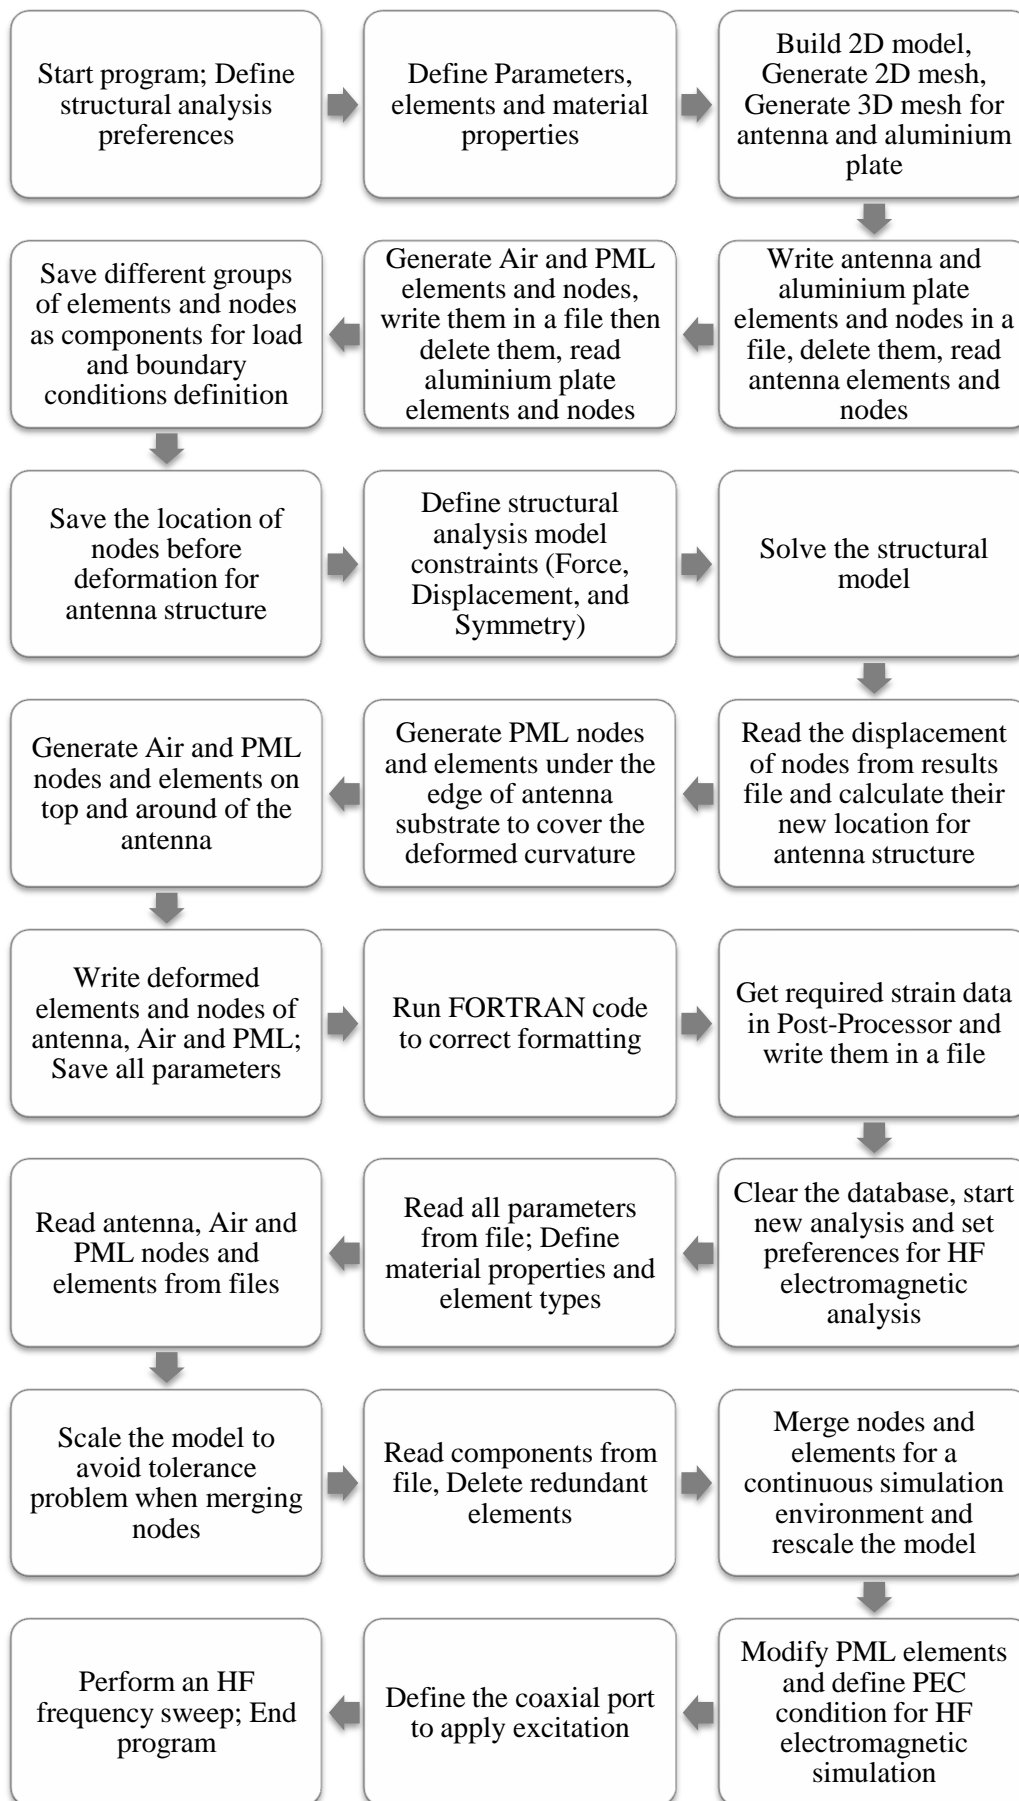 Start program; Define
structural analysis
preferences
Define Parameters,
elements and material
properties
Build 2D model,
Generate 2D mesh,
Generate 3D mesh for
antenna and aluminium
plate
Write antenna and
aluminium plate
elements and nodes in a
file, delete them, read
antenna elements and
nodes
Generate Air and PML
elements and nodes,
write them in a file then
delete them, read
aluminium plate
elements and nodes
Save different groups
of elements and nodes
as components for load
and boundary
conditions definition
Save the location of
nodes before
deformation for
antenna structure
Define structural
analysis model
constraints (Force,
Displacement, and
Symmetry)
Solve the structural
model
Read the displacement
of nodes from results
file and calculate their
new location for
antenna structure
Generate PML nodes
and elements under the
edge of antenna
substrate to cover the
deformed curvature
Generate Air and PML
nodes and elements on
top and around of the
antenna
Write deformed
elements and nodes of
antenna, Air and PML;
Save all parameters
Run FORTRAN code
to correct formatting
Get required strain data
in Post-Processor and
write them in a file
Clear the database, start
new analysis and set
preferences for HF
electromagnetic
analysis
Read all parameters
from file; Define
material properties and
element types
Read antenna, Air and
PML nodes and
elements from files
Scale the model to
avoid tolerance
problem when merging
nodes
Read components from
file, Delete redundant
elements
Merge nodes and
elements for a
continuous simulation
environment and
rescale the model
Modify PML elements
and define PEC
condition for HF
electromagnetic
simulation
Define the coaxial port
to apply excitation
Perform an HF
frequency sweep; End
program